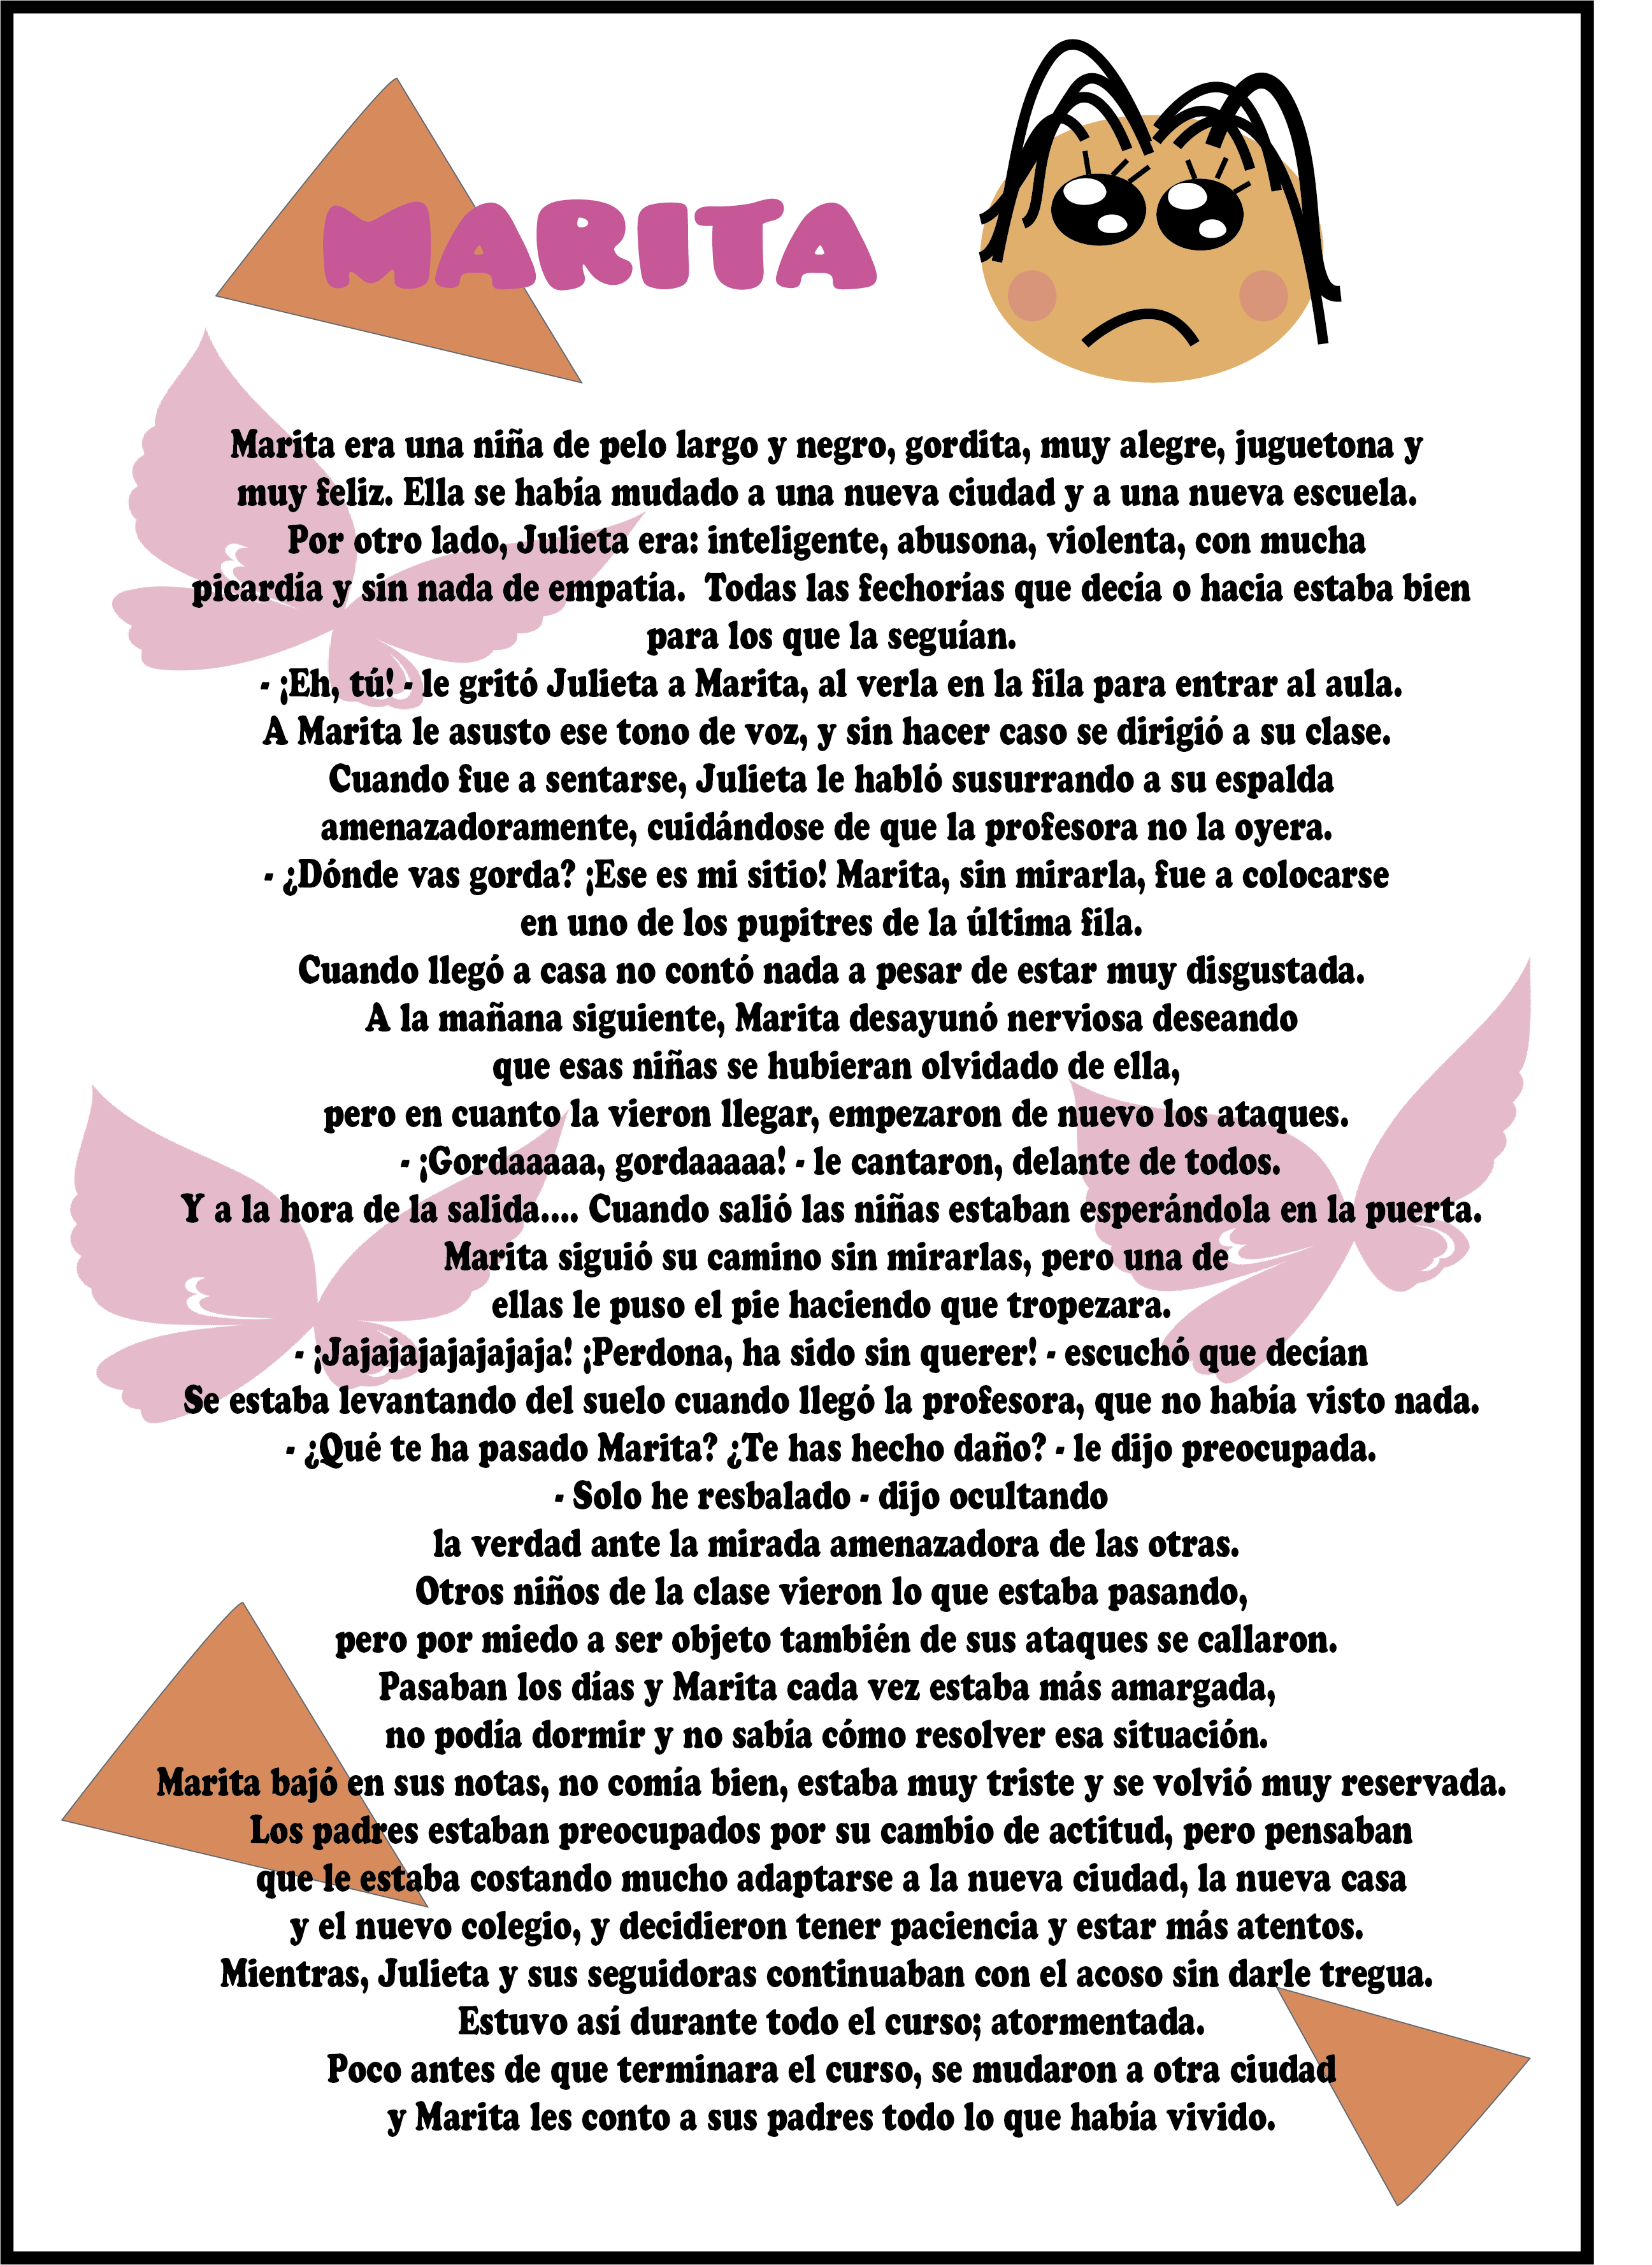 MARITA
Marita era una niña de pelo largo y negro, gordita, muy alegre, juguetona y
muy feliz. Ella se había mudado a una nueva ciudad y a una nueva escuela.
Por otro lado, Julieta era: inteligente, abusona, violenta, con mucha
picardía y sin nada de empatía.  Todas las fechorías que decía o hacia estaba bien
para los que la seguían.
- ¡Eh, tú! - le gritó Julieta a Marita, al verla en la fila para entrar al aula.
A Marita le asusto ese tono de voz, y sin hacer caso se dirigió a su clase.
Cuando fue a sentarse, Julieta le habló susurrando a su espalda
amenazadoramente, cuidándose de que la profesora no la oyera.
- ¿Dónde vas gorda? ¡Ese es mi sitio! Marita, sin mirarla, fue a colocarse
en uno de los pupitres de la última fila.
Cuando llegó a casa no contó nada a pesar de estar muy disgustada.
A la mañana siguiente, Marita desayunó nerviosa deseando
que esas niñas se hubieran olvidado de ella,
pero en cuanto la vieron llegar, empezaron de nuevo los ataques.
- ¡Gordaaaaa, gordaaaaa! - le cantaron, delante de todos.
Y a la hora de la salida.... Cuando salió las niñas estaban esperándola en la puerta.
Marita siguió su camino sin mirarlas, pero una de
ellas le puso el pie haciendo que tropezara.
- ¡Jajajajajajajaja! ¡Perdona, ha sido sin querer! - escuchó que decían
Se estaba levantando del suelo cuando llegó la profesora, que no había visto nada.
- ¿Qué te ha pasado Marita? ¿Te has hecho daño? - le dijo preocupada.
- Solo he resbalado - dijo ocultando
la verdad ante la mirada amenazadora de las otras.
Otros niños de la clase vieron lo que estaba pasando,
pero por miedo a ser objeto también de sus ataques se callaron.
Pasaban los días y Marita cada vez estaba más amargada,
no podía dormir y no sabía cómo resolver esa situación.
Marita bajó en sus notas, no comía bien, estaba muy triste y se volvió muy reservada.
Los padres estaban preocupados por su cambio de actitud, pero pensaban
que le estaba costando mucho adaptarse a la nueva ciudad, la nueva casa
y el nuevo colegio, y decidieron tener paciencia y estar más atentos.
Mientras, Julieta y sus seguidoras continuaban con el acoso sin darle tregua.
Estuvo así durante todo el curso; atormentada.
Poco antes de que terminara el curso, se mudaron a otra ciudad
y Marita les conto a sus padres todo lo que había vivido.